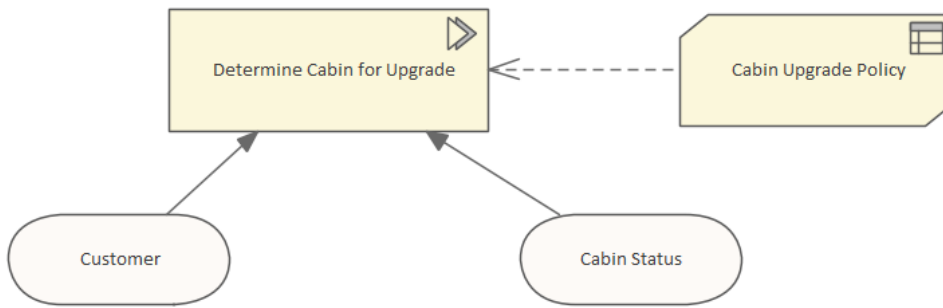 Determine Cabin for Upgrade
Cabin Upgrade Policy
Customer
Cabin Status